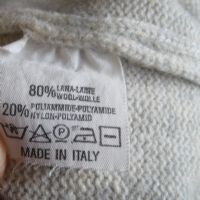 80% LANA-LAINE
WOOL-WOLLE
20% POLIAMMIDE-POLYAMIDE
NYLON-POLYAMID
P
MADE IN ITALY